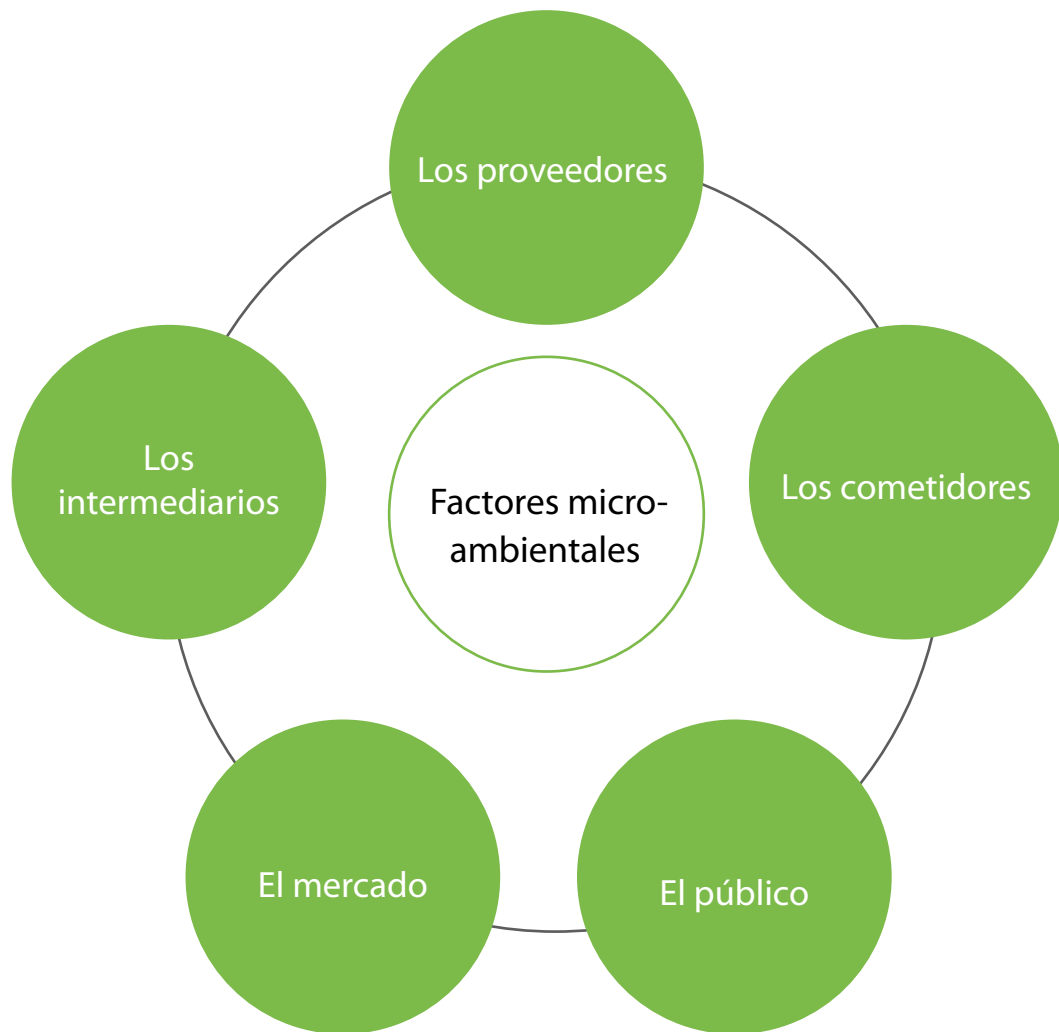 Los proveedores
Los
intermediarios
Factores micro-
ambientales
Los cometidores
El mercado
El público